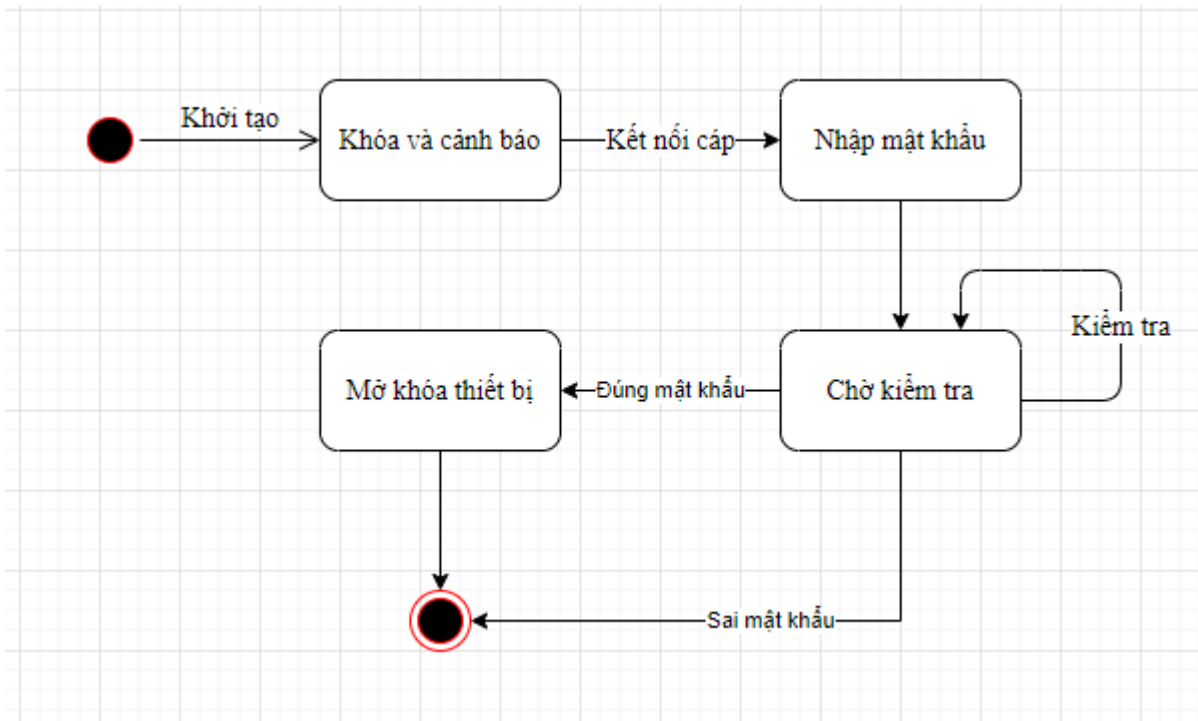 Khởi tạo
Khóa và cảnh báo
Kết nối cáp
Nhập mật khẩu
Kiểm tra
Mở khóa thiết bị
Đúng mật khẩu
Chờ kiểm tra
Sai mật khẩu